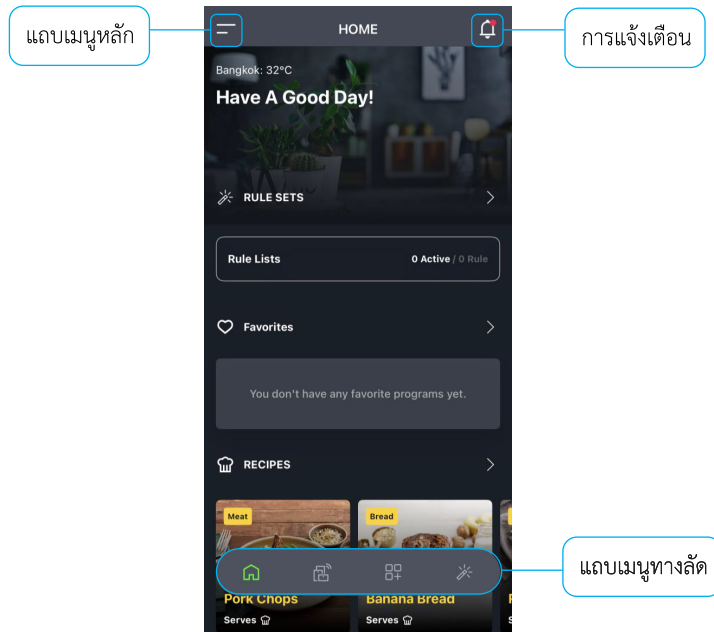 แถบเมนูหลัก
HOME
การแจ้งเตือน
Bangkok: 32°C
Have A Good Day!
RULE SETS
Rule Lists
0 Active / 0 Rule
Favorites
You don't have any favorite programs yet.
RECIPES
Meat
Bread
แถบเมนูทางลัด
Pork Chops
Banana Bread
Serves
Serves